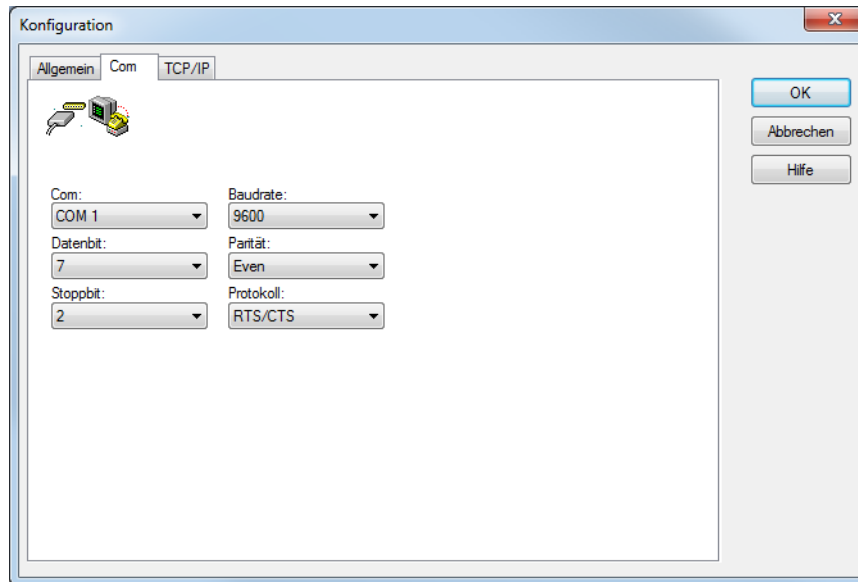 Konfiguration
Allgemein Com TCP/IP
OK
Abbrechen
Hilfe
Com: Baudrate:
COM 1 9600
Datenbit: Parität:
7 Even
Stoppbit: Protokoll:
2 RTS/CTS